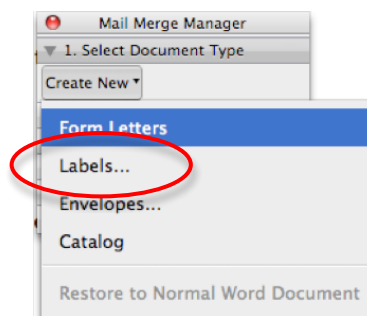 Mail Merge Manager
1. Select Document Type
Create New
Form Letters
Labels...
Envelopes...
Catalog
Restore to Normal Word Document